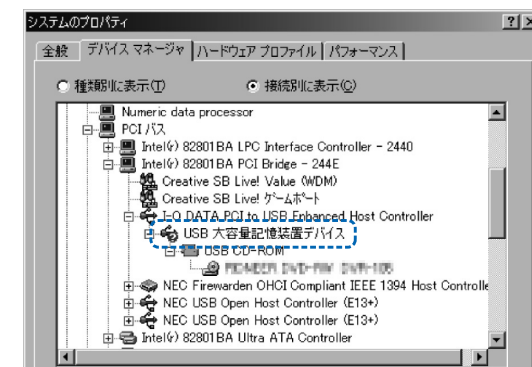 システムのプロパティ
全般 デバイス マネージャ ハードウェア プロファイル パフォーマンス
種類別に表示(T) 接続別に表示(C)
Numeric data processor
PCI バス
Intel(r) 82801BA LPC Interface Controller - 2440
Intel(r) 82801BA PCI Bridge - 244E
Creative SB Live! Value (WDM)
Creative SB Live! ゲームポート
I-O DATA PCI to USB Enhanced Host Controller
USB 大容量記憶装置デバイス
USB CD-ROM
PIONEER DVD-RW DVR-106
NEC Firewarden OHCI Compliant IEEE 1394 Host Controlle
NEC USB Open Host Controller (E13+)
NEC USB Open Host Controller (E13+)
Intel(r) 82801BA Ultra ATA Controller